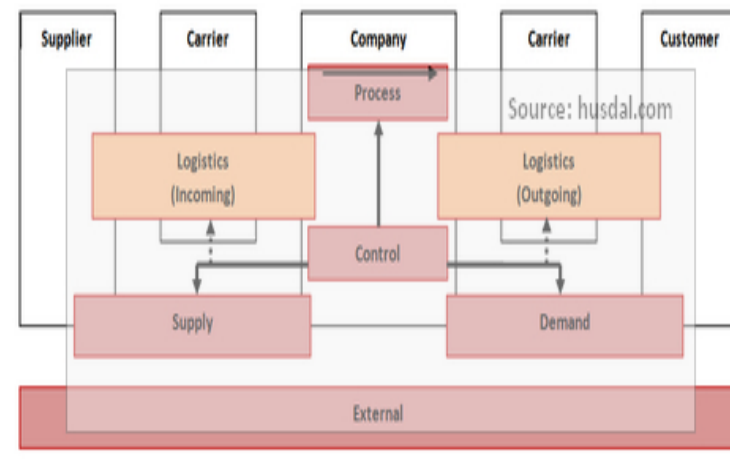 Supplier
Carrier
Company
Carrier
Customer
Process
Source: husdal.com
Logistics
(Incoming)
Logistics
(Outgoing)
Control
Supply
Demand
External